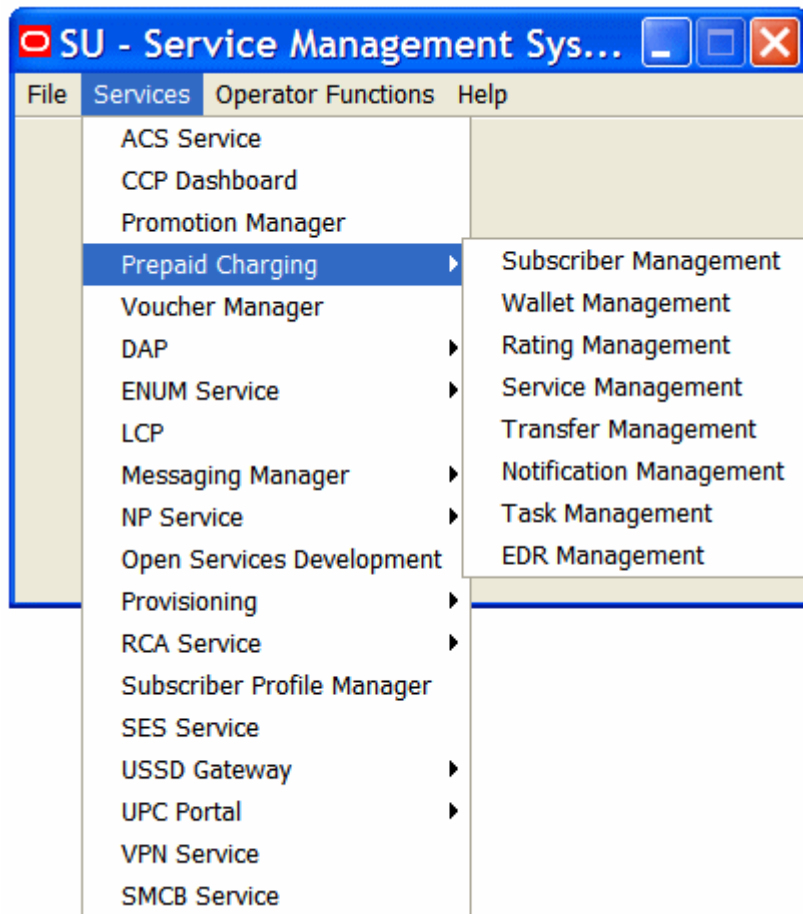 SU - Service Management Sys...
File Services Operator Functions Help
ACS Service
CCP Dashboard
Promotion Manager
Prepaid Charging
Voucher Manager
DAP
ENUM Service
LCP
Messaging Manager
NP Service
Open Services Development
Provisioning
RCA Service
Subscriber Profile Manager
SES Service
USSD Gateway
UPC Portal
VPN Service
SMCB Service
Subscriber Management
Wallet Management
Rating Management
Service Management
Transfer Management
Notification Management
Task Management
EDR Management